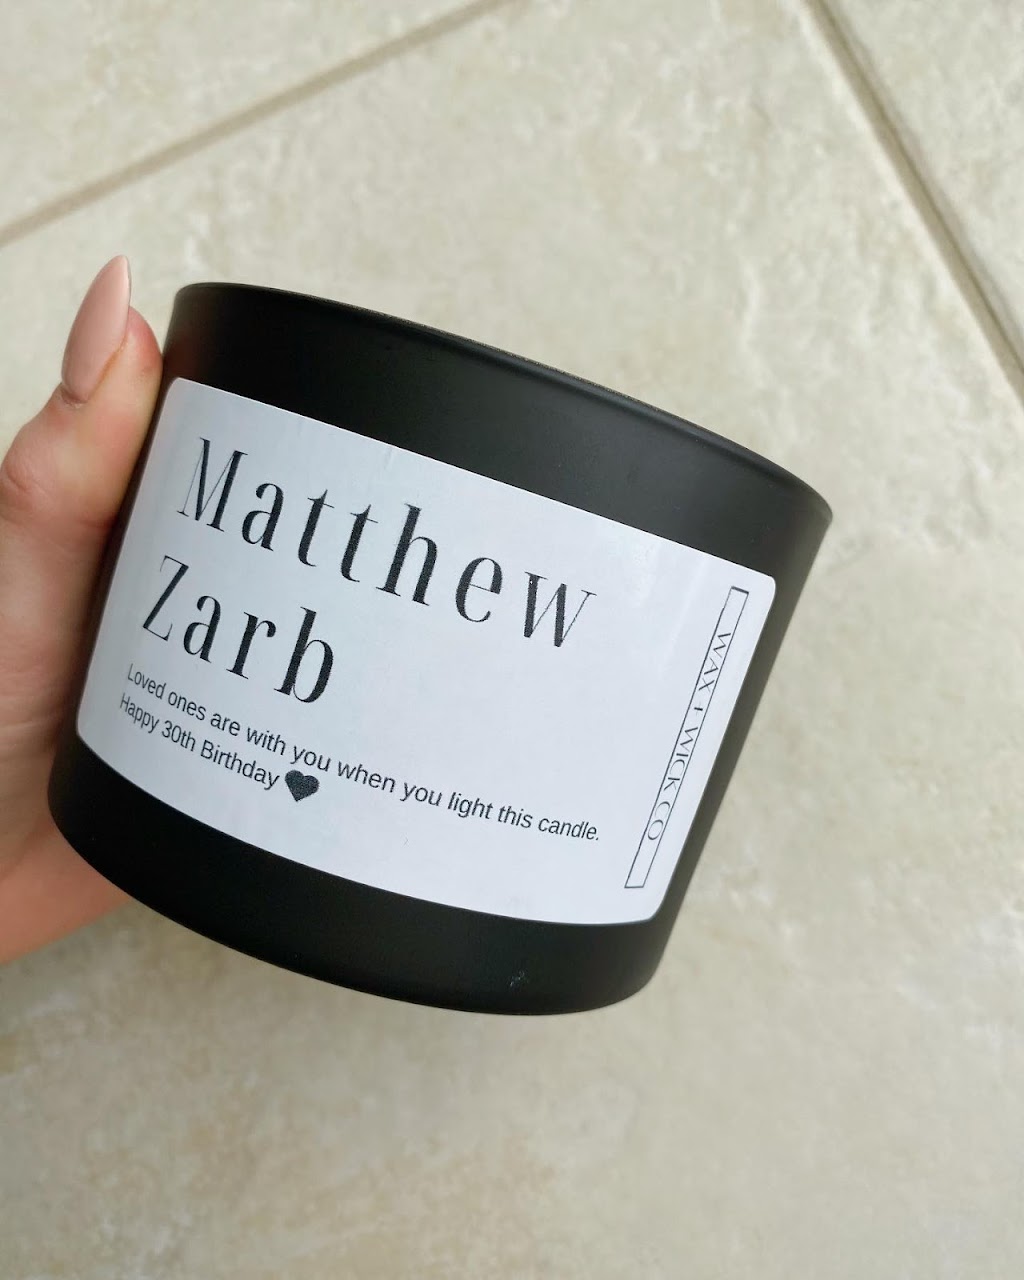 Matthew
Zarb
Loved ones are with you when you light this candle.
Happy 30th Birthday 🖤
WAX + WICK CO